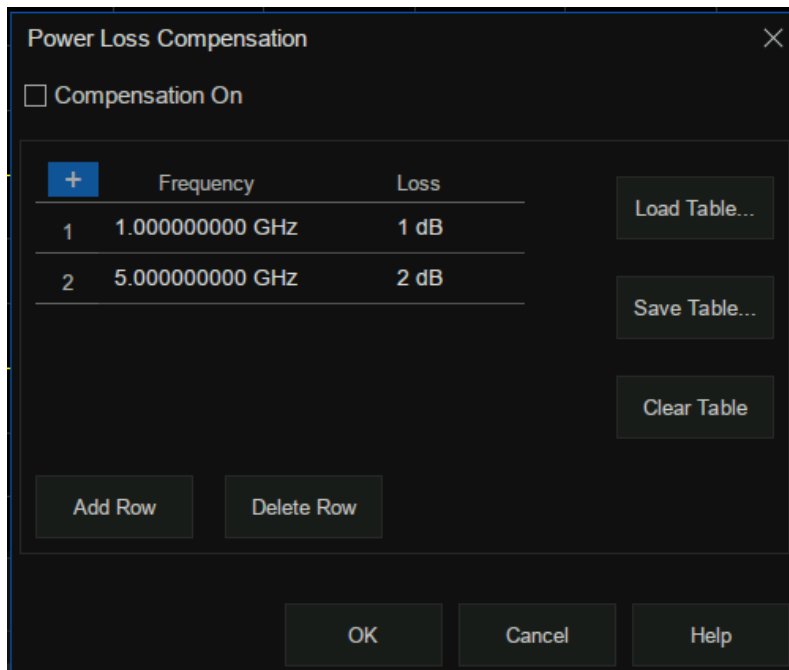 Power Loss Compensation
Compensation On
+ Frequency Loss
1 1.000000000 GHz 1 dB
2 5.000000000 GHz 2 dB
Load Table...
Save Table...
Clear Table
Add Row Delete Row
OK Cancel Help